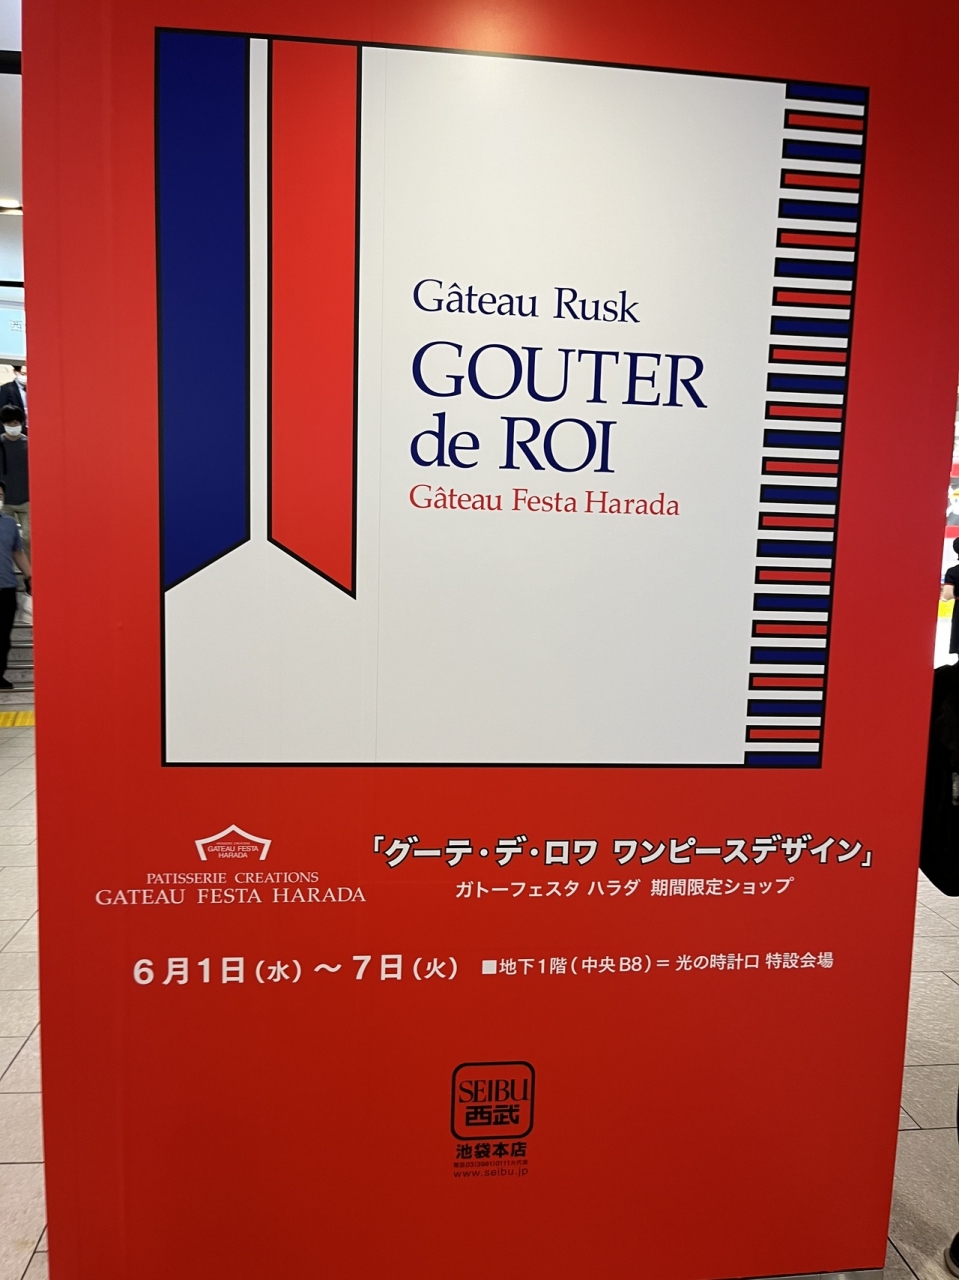 Gâteau Rusk
GOUTER
de ROI
Gâteau Festa Harada
GATEAU FESTA
HARADA
PATISSERIE CREATIONS
GATEAU FESTA HARADA
「グーテ・デ・ロワ ワンピースデザイン」
ガトーフェスタ ハラダ 期間限定ショップ
6月1日(水)〜7日(火) ■地下1階(中央B8)=光の時計口 特設会場
SEIBU
西武
池袋本店
www.seibu.jp